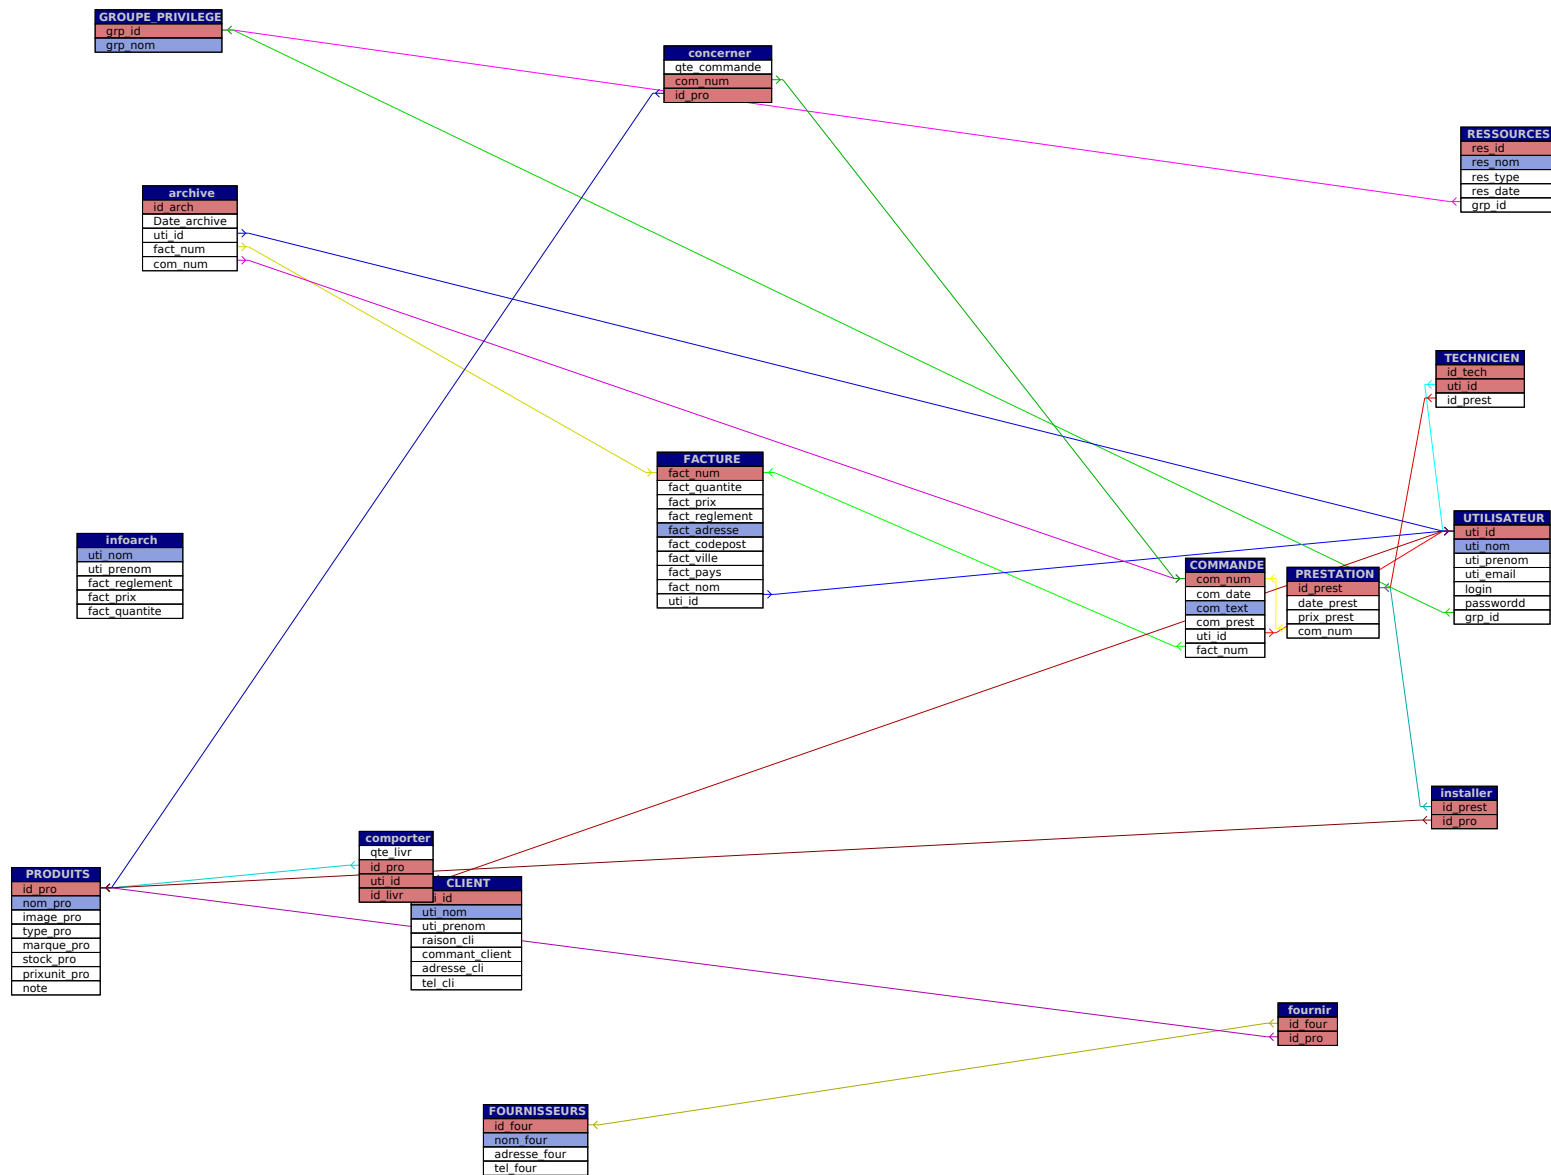 GROUPE_PRIVILEGE
grp_id
grp_nom
concerner
qte_commande
com_num
id_pro
RESSOURCES
res_id
res_nom
res_type
res_date
grp_id
archive
id_arch
Date_archive
uti_id
fact_num
com_num
TECHNICIEN
id_tech
uti_id
id_prest
FACTURE
fact_num
fact_quantite
fact_prix
fact_reglement
fact_adresse
fact_codepost
fact_ville
fact_pays
fact_nom
uti_id
infoarch
uti_nom
uti_prenom
fact_reglement
fact_prix
fact_quantite
COMMANDE
com_num
com_date
com_text
com_prest
uti_id
fact_num
PRESTATION
id_prest
date_prest
prix_prest
com_num
UTILISATEUR
uti_id
uti_nom
uti_prenom
uti_email
login
passwordd
grp_id
installer
id_prest
id_pro
comporter
qte_livr
id_pro
uti_id
id_livr
PRODUITS
id_pro
nom_pro
image_pro
type_pro
marque_pro
stock_pro
prixunit_pro
note
CLIENT
i_id
uti_nom
uti_prenom
raison_cli
commant_client
adresse_cli
tel_cli
fournir
id_four
id_pro
FOURNISSEURS
id_four
nom_four
adresse_four
tel_four